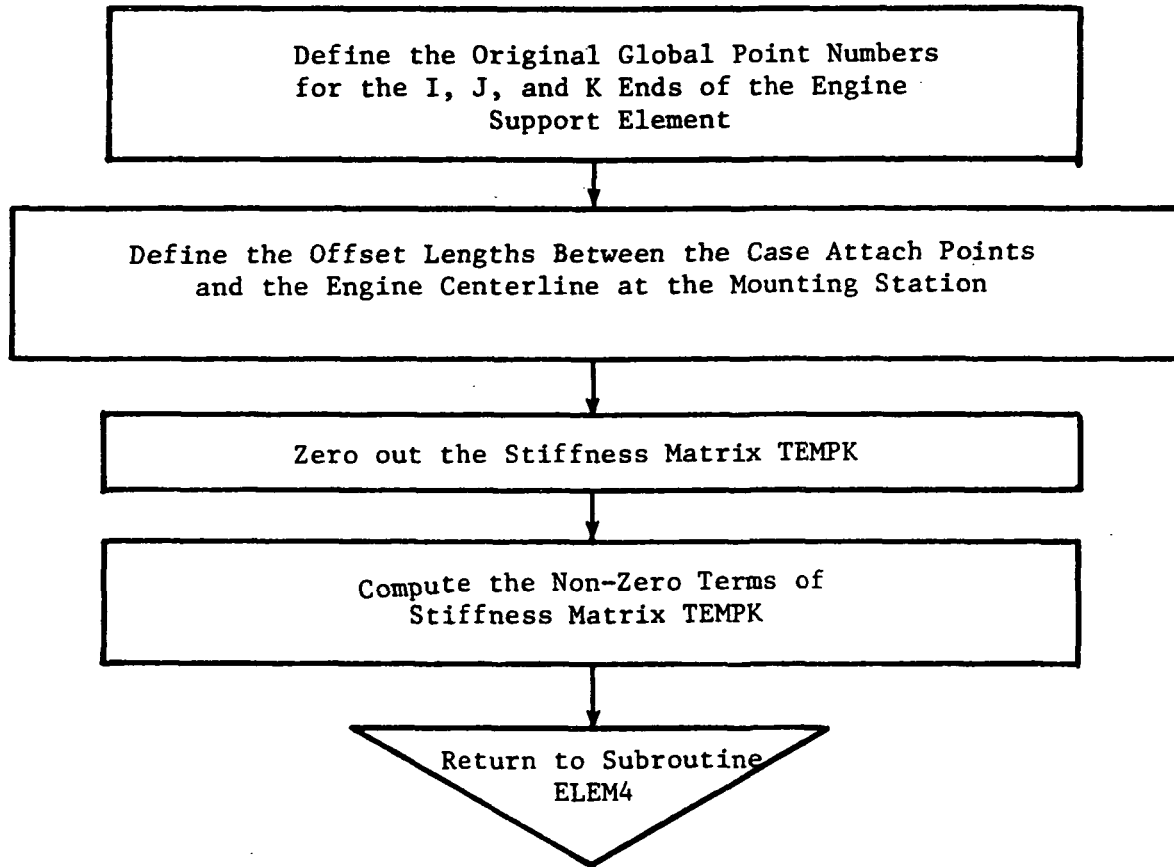 Define the Original Global Point Numbers
for the I, J, and K Ends of the Engine
Support Element
Define the Offset Lengths Between the Case Attach Points
and the Engine Centerline at the Mounting Station
Zero out the Stiffness Matrix TEMPK
Compute the Non-Zero Terms of
Stiffness Matrix TEMPK
Return to Subroutine
ELEM4